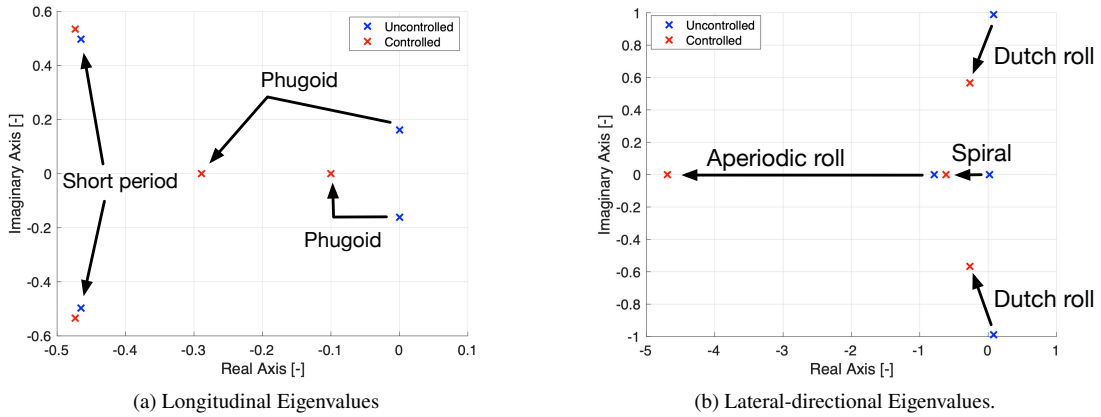 0.6
0.4
0.2
0
-0.2
-0.4
-0.6
-0.5
-0.4
-0.3
-0.2
-0.1
0
0.1
Imaginary Axis [-]
Real Axis [-]
Uncontrolled
Controlled
Phugoid
Short period
Phugoid
(a) Longitudinal Eigenvalues
1
0.8
0.6
0.4
0.2
0
-0.2
-0.4
-0.6
-0.8
-1
-5
-4
-3
-2
-1
0
1
Imaginary Axis [-]
Real Axis [-]
Uncontrolled
Controlled
Dutch roll
Aperiodic roll
Spiral
Dutch roll
(b) Lateral-directional Eigenvalues.